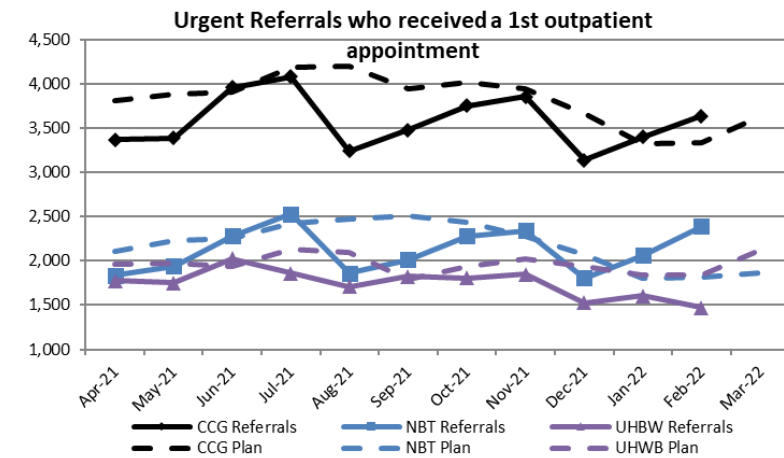 Urgent Referrals who received a 1st outpatient
appointment
4,500
4,000
3,500
3,000
2,500
2,000
1,500
1,000
Apr-21
May-21
Jun-21
Jul-21
Aug-21
Sep-21
Oct-21
Nov-21
Dec-21
Jan-22
Feb-22
Mar-22
CCG Referrals
NBT Referrals
UHBW Referrals
CCG Plan
NBT Plan
UHWB Plan